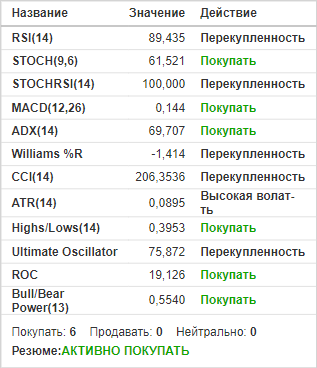 Название Значение Действие
RSI(14) 89,435 Перекупленность
STOCH(9,6) 61,521 Покупать
STOCHRSI(14) 100,000 Перекупленность
MACD(12,26) 0,144 Покупать
ADX(14) 69,707 Покупать
Williams %R -1,414 Перекупленность
CCI(14) 206,3536 Перекупленность
ATR(14) 0,0895 Высокая волат-
ть
Highs/Lows(14) 0,3953 Покупать
Ultimate Oscillator 75,872 Перекупленность
ROC 19,126 Покупать
Bull/Bear
Power(13) 0,5540 Покупать
Покупать: 6 Продавать: 0 Нейтрально: 0
Резюме:АКТИВНО ПОКУПАТЬ